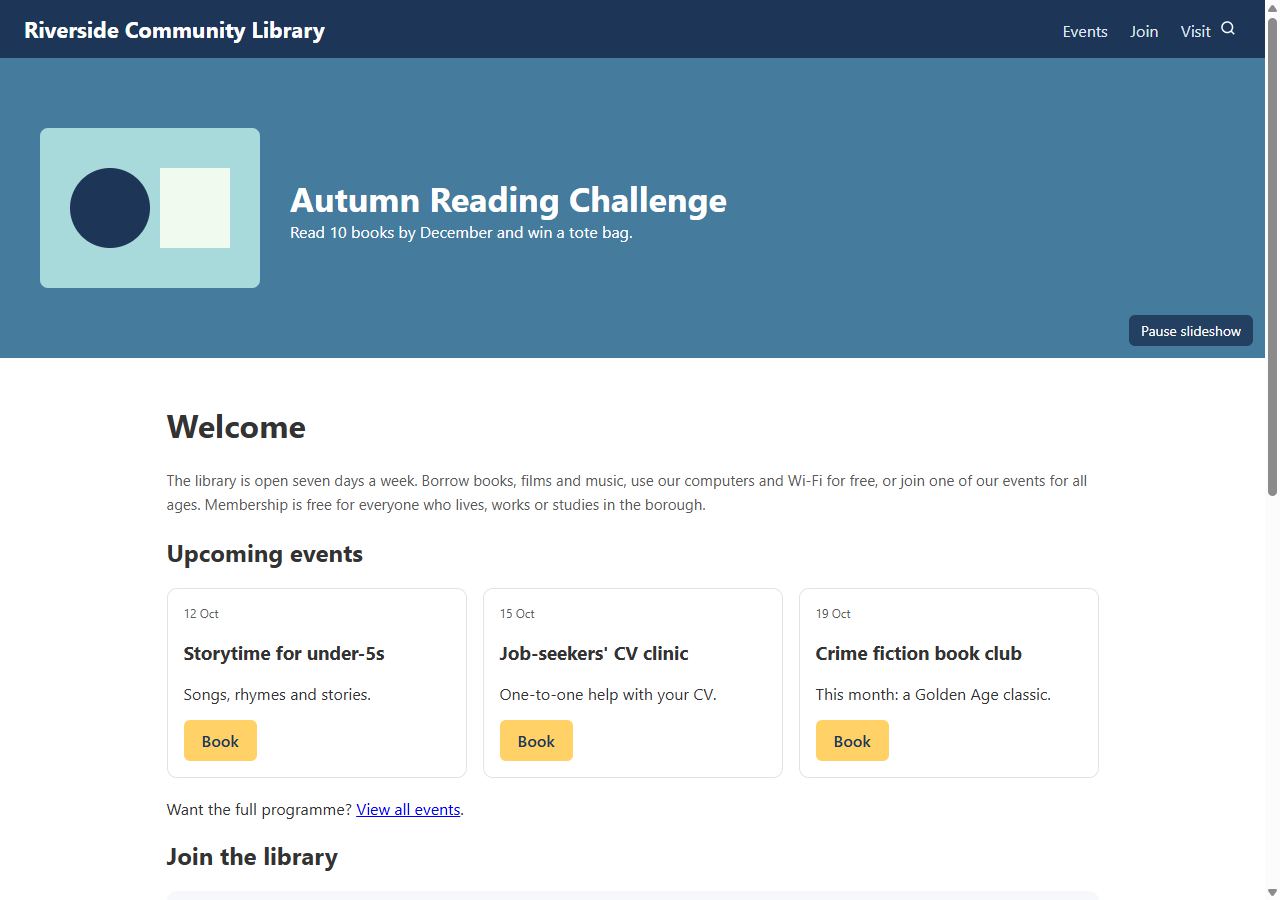 Riverside Community Library
Events Join Visit
Autumn Reading Challenge
Read 10 books by December and win a tote bag.
Pause slideshow
Welcome
The library is open seven days a week. Borrow books, films and music, use our computers and Wi-Fi for free, or join one of our events for all
ages. Membership is free for everyone who lives, works or studies in the borough.
Upcoming events
12 Oct
Storytime for under-5s
Songs, rhymes and stories.
Book
15 Oct
Job-seekers' CV clinic
One-to-one help with your CV.
Book
19 Oct
Crime fiction book club
This month: a Golden Age classic.
Book
Want the full programme? View all events.
Join the library